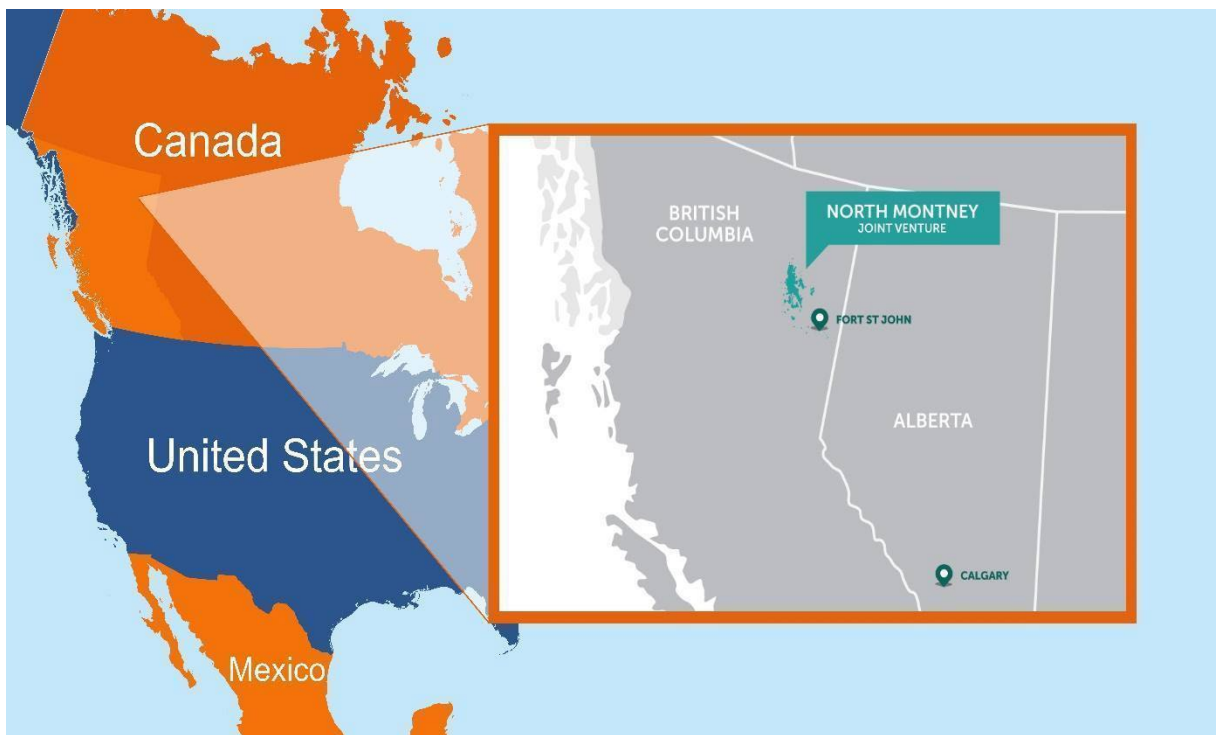 Canada
United States
Mexico
BRITISH
COLUMBIA
NORTH MONTNEY
JOINT VENTURE
FORT ST JOHN
ALBERTA
CALGARY